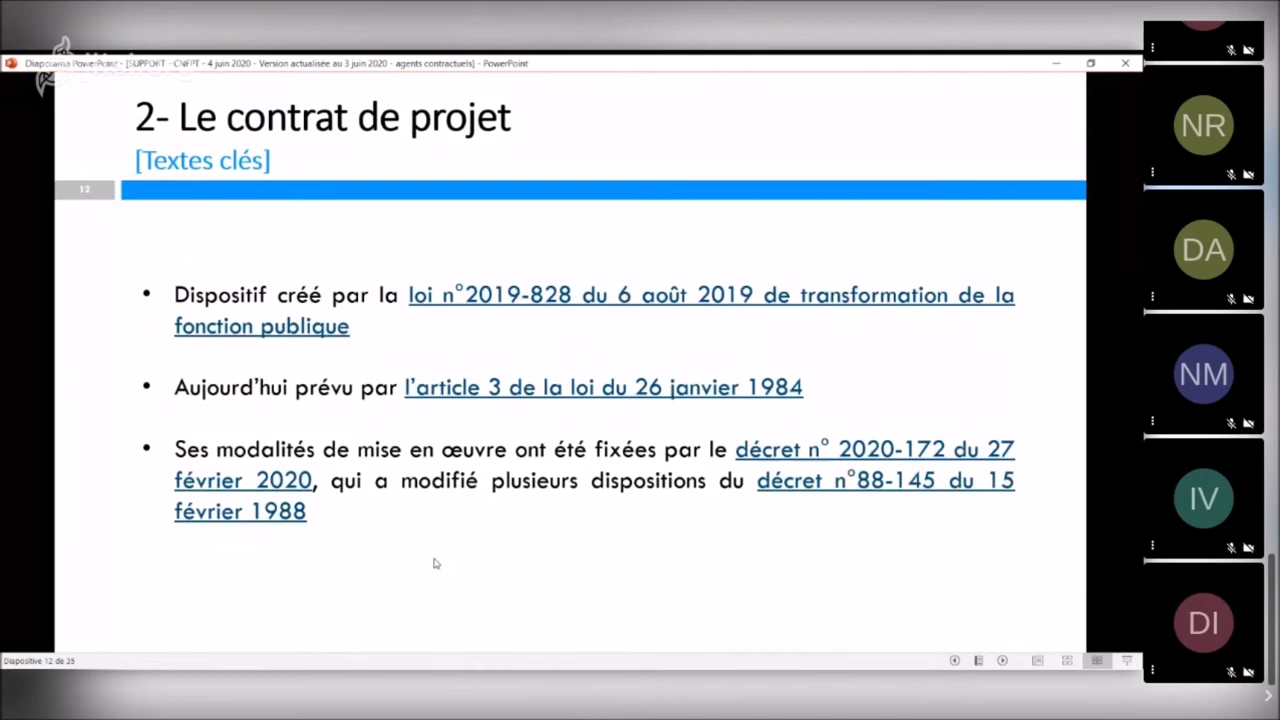 Diaporama PowerPoint - [SUPPORT - CNFPT - 4 juin 2020 - Version actualisée au 3 juin 2020 - agents contractuels] - PowerPoint
2- Le contrat de projet
[Textes clés]
12
• Dispositif créé par la loi n°2019-828 du 6 août 2019 de transformation de la
fonction publique
• Aujourd'hui prévu par l'article 3 de la loi du 26 janvier 1984
• Ses modalités de mise en œuvre ont été fixées par le décret n° 2020-172 du 27
février 2020, qui a modifié plusieurs dispositions du décret n°88-145 du 15
février 1988
Diapositive 12 de 35
NR
DA
NM
IV
DI